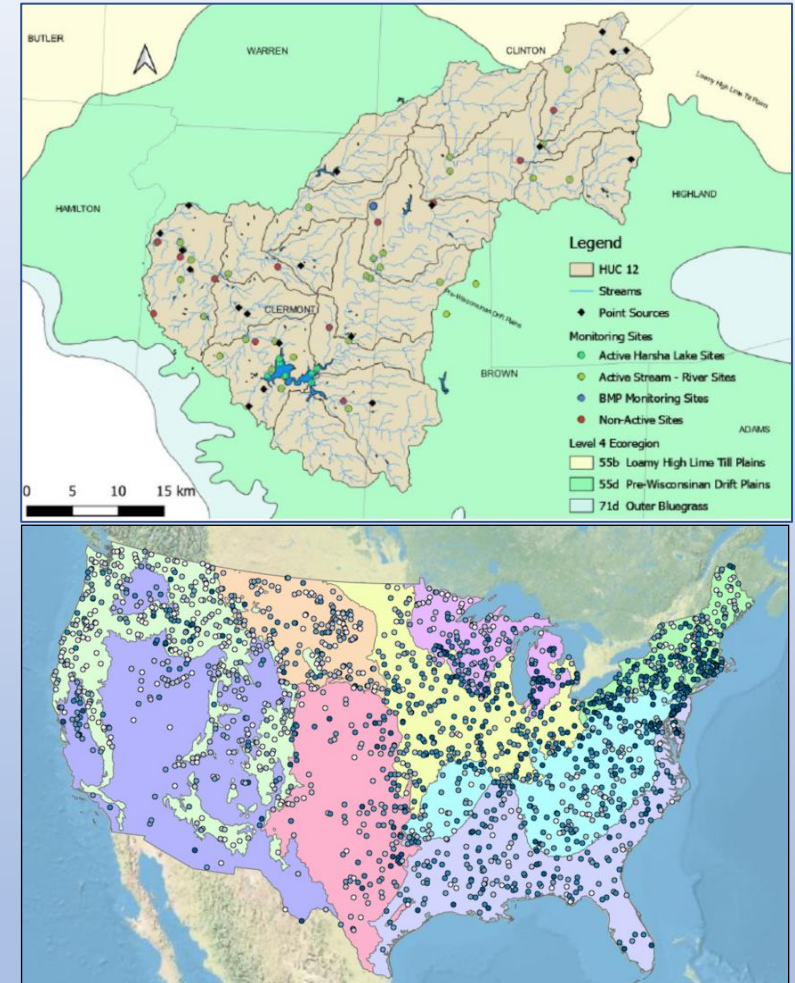 BUTLER
WARREN
CLINTON
Loamy High Lime Till Plains
HAMILTON
HIGHLAND
CLERMONT
Pre-Wisconsinan Drift Plains
BROWN
ADAMS
Legend
HUC 12
Streams
Point Sources
Monitoring Sites
Active Harsha Lake Sites
Active Stream - River Sites
BMP Monitoring Sites
Non-Active Sites
Level 4 Ecoregion
55b Loamy High Lime Till Plains
55d Pre-Wisconsinan Drift Plains
71d Outer Bluegrass
0 5 10 15 km